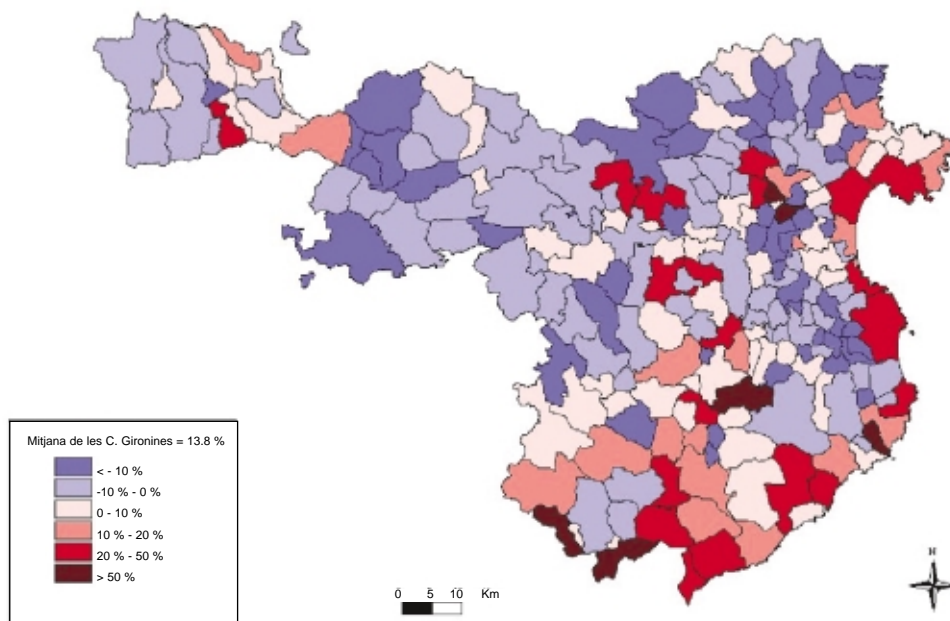 Mitjana de les C. Gironines = 13.8 %
< - 10 %
-10 % - 0 %
0 - 10 %
10 % - 20 %
20 % - 50 %
> 50 %
0 5 10 Km
N